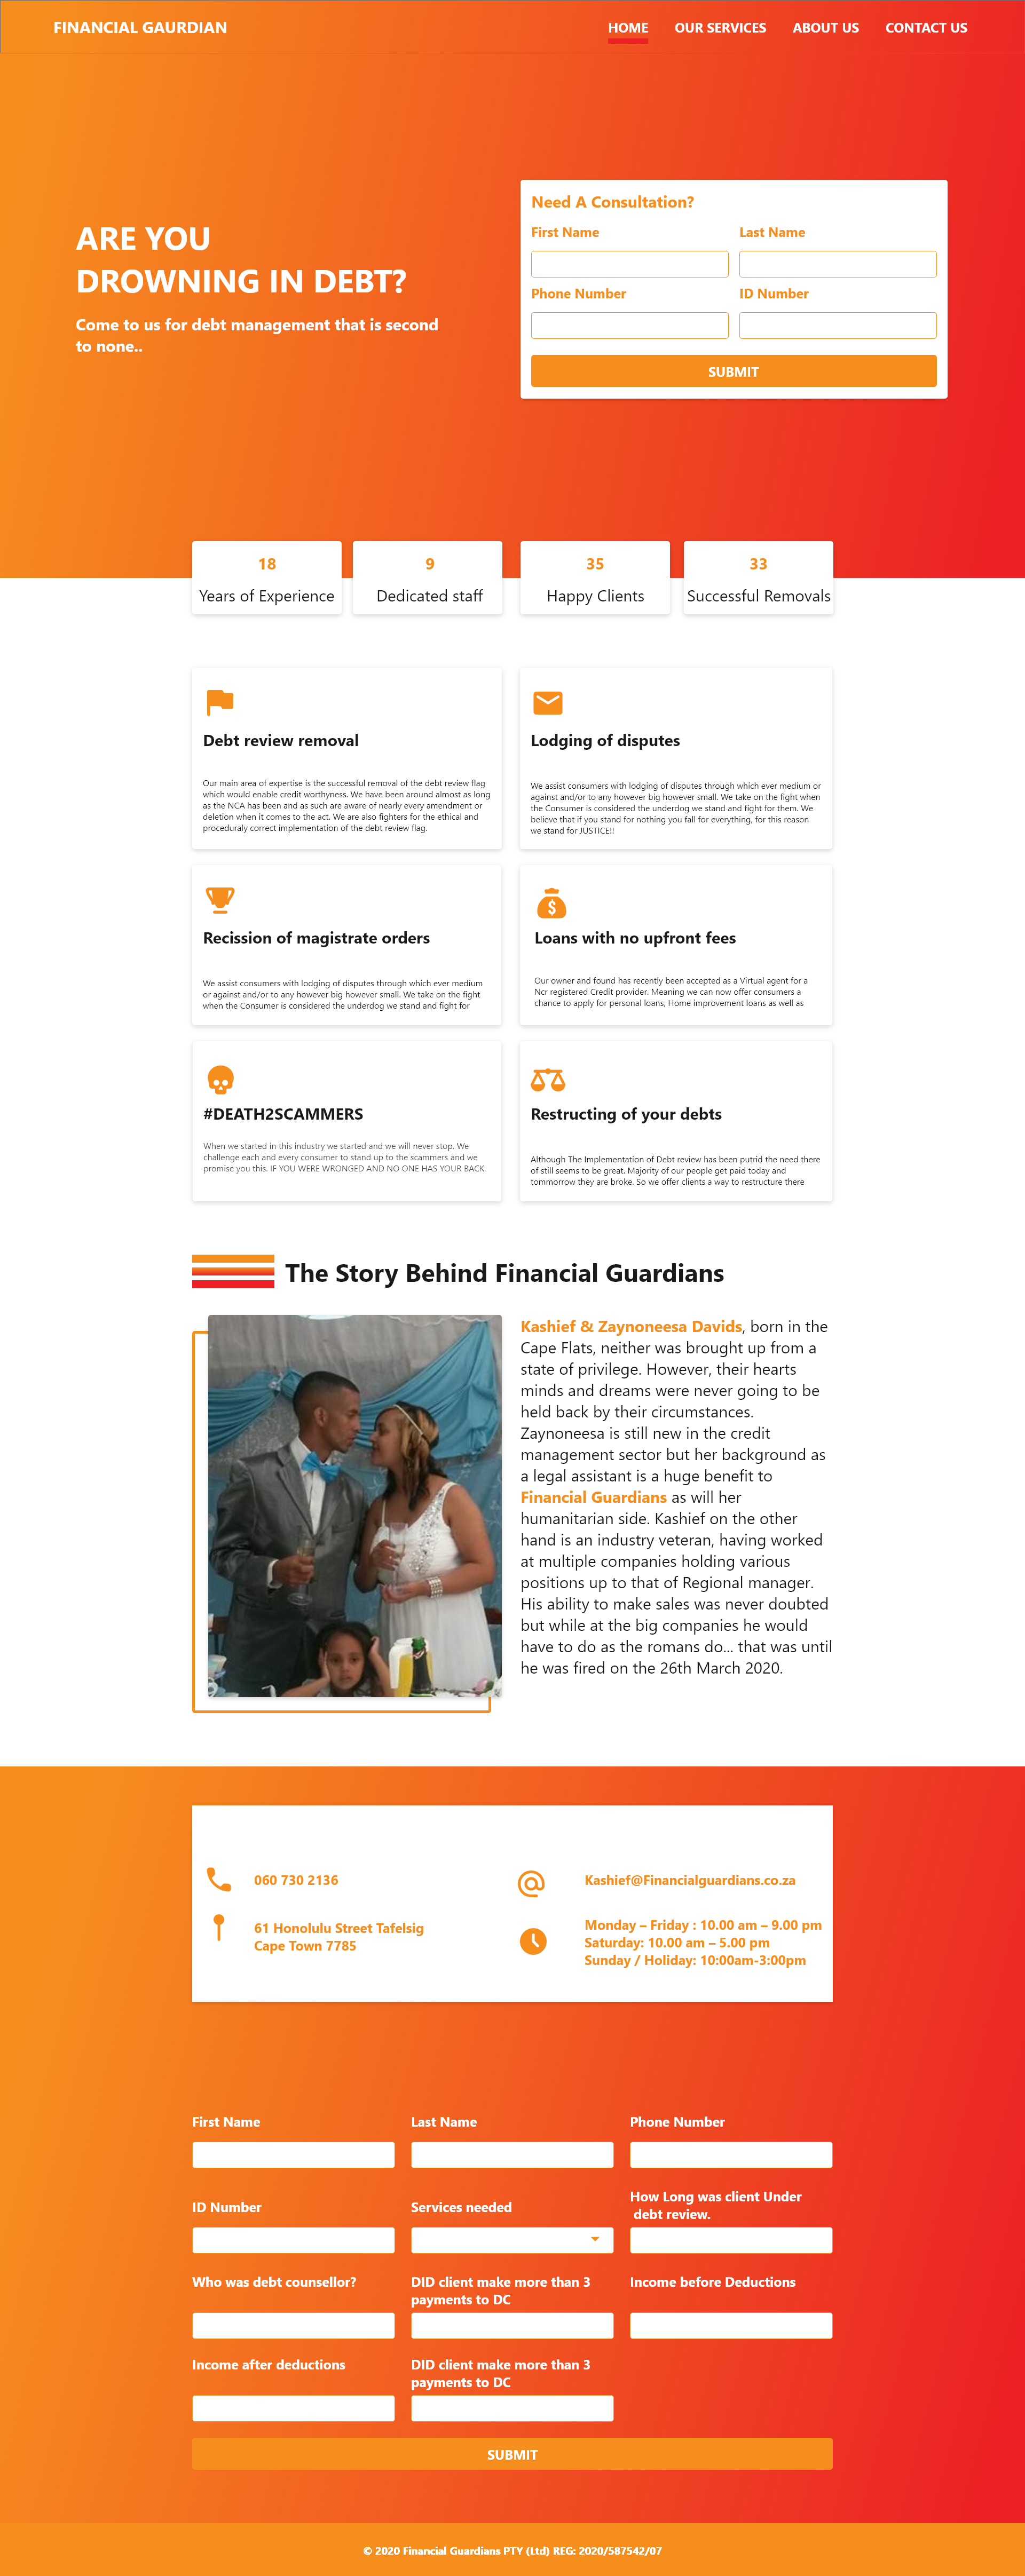 FINANCIAL GAURDIAN
HOME OUR SERVICES ABOUT US CONTACT US
ARE YOU
DROWNING IN DEBT?
Come to us for debt management that is second
to none..
Need A Consultation?
First Name Last Name
Phone Number ID Number
SUBMIT
18
Years of Experience
9
Dedicated staff
35
Happy Clients
33
Successful Removals
Debt review removal
Our main area of expertise is the successful removal of the debt review flag
which would enable credit worthyness. We have been around almost as long
as the NCA has been and as such are aware of nearly every amendment or
deletion when it comes to the act. We are also fighters for the ethical and
proceduraly correct implementation of the debt review flag.
Lodging of disputes
We assist consumers with lodging of disputes through which ever medium or
against and/or to any however big however small. We take on the fight when
the Consumer is considered the underdog we stand and fight for them. We
believe that if you stand for nothing you fall for everything, for this reason
we stand for JUSTICE!!
Recission of magistrate orders
We assist consumers with lodging of disputes through which ever medium
or against and/or to any however big however small. We take on the fight
when the Consumer is considered the underdog we stand and fight for
Loans with no upfront fees
Our owner and found has recently been accepted as a Virtual agent for a
Ncr registered Credit provider. Meaning we can now offer consumers a
chance to apply for personal loans, Home improvement loans as well as
#DEATH2SCAMMERS
When we started in this industry we started and we will never stop. We
challenge each and every consumer to stand up to the scammers and we
promise you this. IF YOU WERE WRONGED AND NO ONE HAS YOUR BACK
Restructing of your debts
Although The Implementation of Debt review has been putrid the need there
of still seems to be great. Majority of our people get paid today and
tommorrow they are broke. So we offer clients a way to restructure there
The Story Behind Financial Guardians
Kashief & Zaynoneesa Davids, born in the
Cape Flats, neither was brought up from a
state of privilege. However, their hearts
minds and dreams were never going to be
held back by their circumstances.
Zaynoneesa is still new in the credit
management sector but her background as
a legal assistant is a huge benefit to
Financial Guardians as will her
humanitarian side. Kashief on the other
hand is an industry veteran, having worked
at multiple companies holding various
positions up to that of Regional manager.
His ability to make sales was never doubted
but while at the big companies he would
have to do as the romans do... that was until
he was fired on the 26th March 2020.
060 730 2136
61 Honolulu Street Tafelsig
Cape Town 7785
Kashief@Financialguardians.co.za
Monday – Friday : 10.00 am – 9.00 pm
Saturday: 10.00 am – 5.00 pm
Sunday / Holiday: 10:00am-3:00pm
First Name Last Name Phone Number
ID Number Services needed How Long was client Under
debt review.
Who was debt counsellor? DID client make more than 3 Income before Deductions
payments to DC
Income after deductions DID client make more than 3
payments to DC
SUBMIT
© 2020 Financial Guardians PTY (Ltd) REG: 2020/587542/07